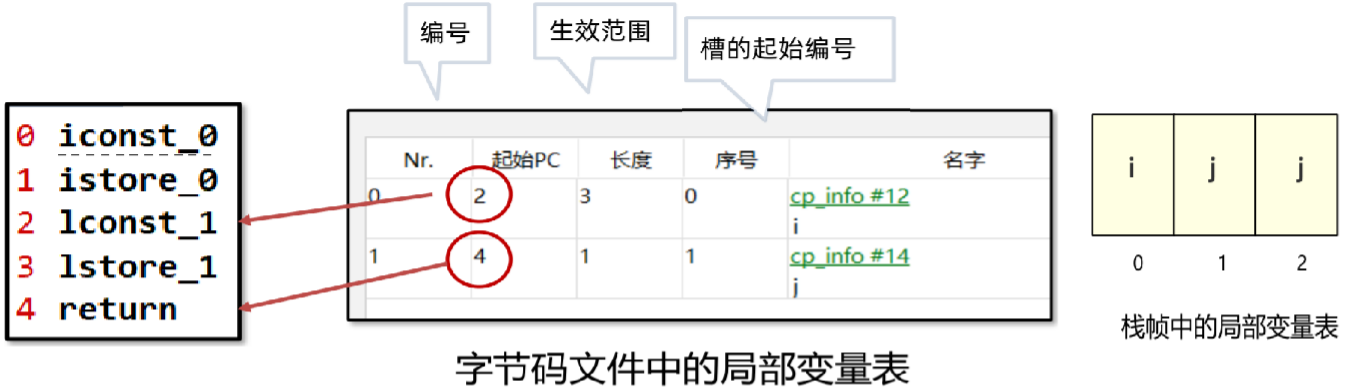 编号
生效范围
槽的起始编号
0 iconst_0
1 istore_0
2 lconst_1
3 lstore_1
4 return
Nr. 起始PC 长度 序号 名字
0 2 3 0 cp_info #12
i
1 4 1 1 cp_info #14
j
i j j
0 1 2
栈帧中的局部变量表
字节码文件中的局部变量表